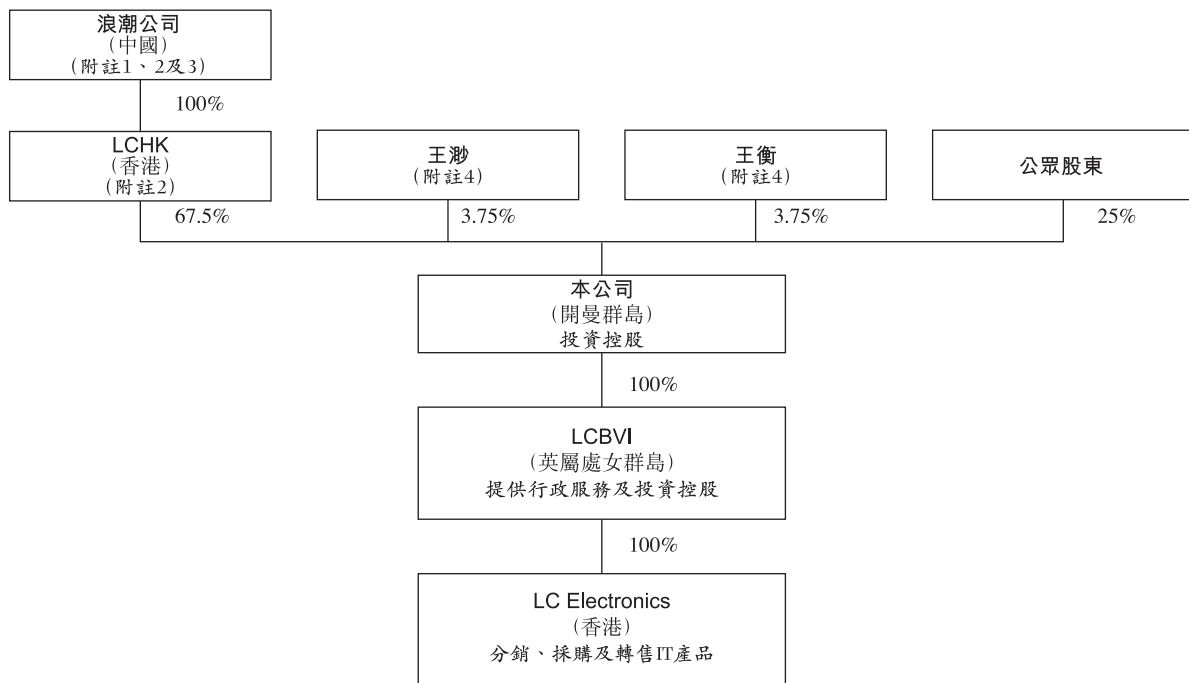 浪潮公司
(中國)
(附註1、2及3)
100%
LCHK
(香港)
(附註2)
王渺
(附註4)
王衡
(附註4)
公眾股東
67.5%
3.75%
3.75%
25%
本公司
(開曼群島)
投資控股
100%
LCBVI
(英屬處女群島)
提供行政服務及投資控股
100%
LC Electronics
(香港)
分銷、採購及轉售IT產品